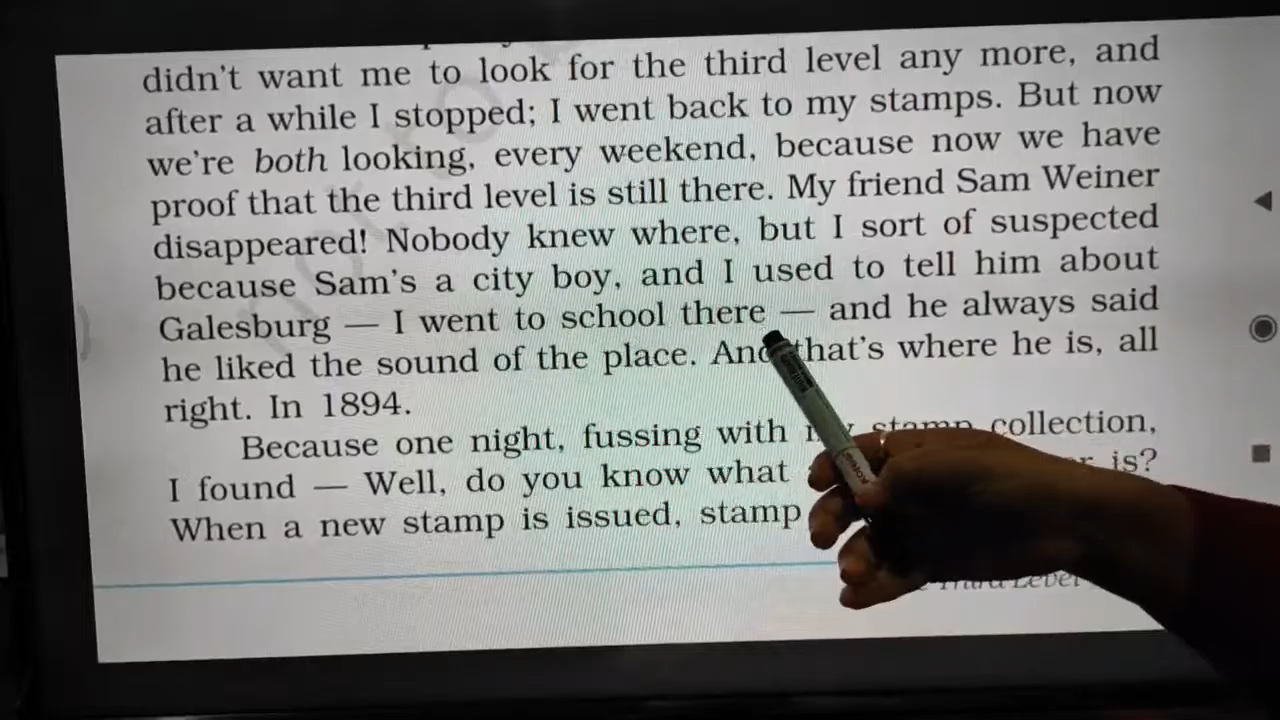 didn't want me to look for the third level any more, and
after a while I stopped; I went back to my stamps. But now
we're both looking, every weekend, because now we have
proof that the third level is still there. My friend Sam Weiner
disappeared! Nobody knew where, but I sort of suspected
because Sam's a city boy, and I used to tell him about
Galesburg — I went to school there — and he always said
he liked the sound of the place. And that's where he is, all
right. In 1894.
Because one night, fussing with my stamp collection,
I found — Well, do you know what is?
When a new stamp is issued, stamp
Third Level